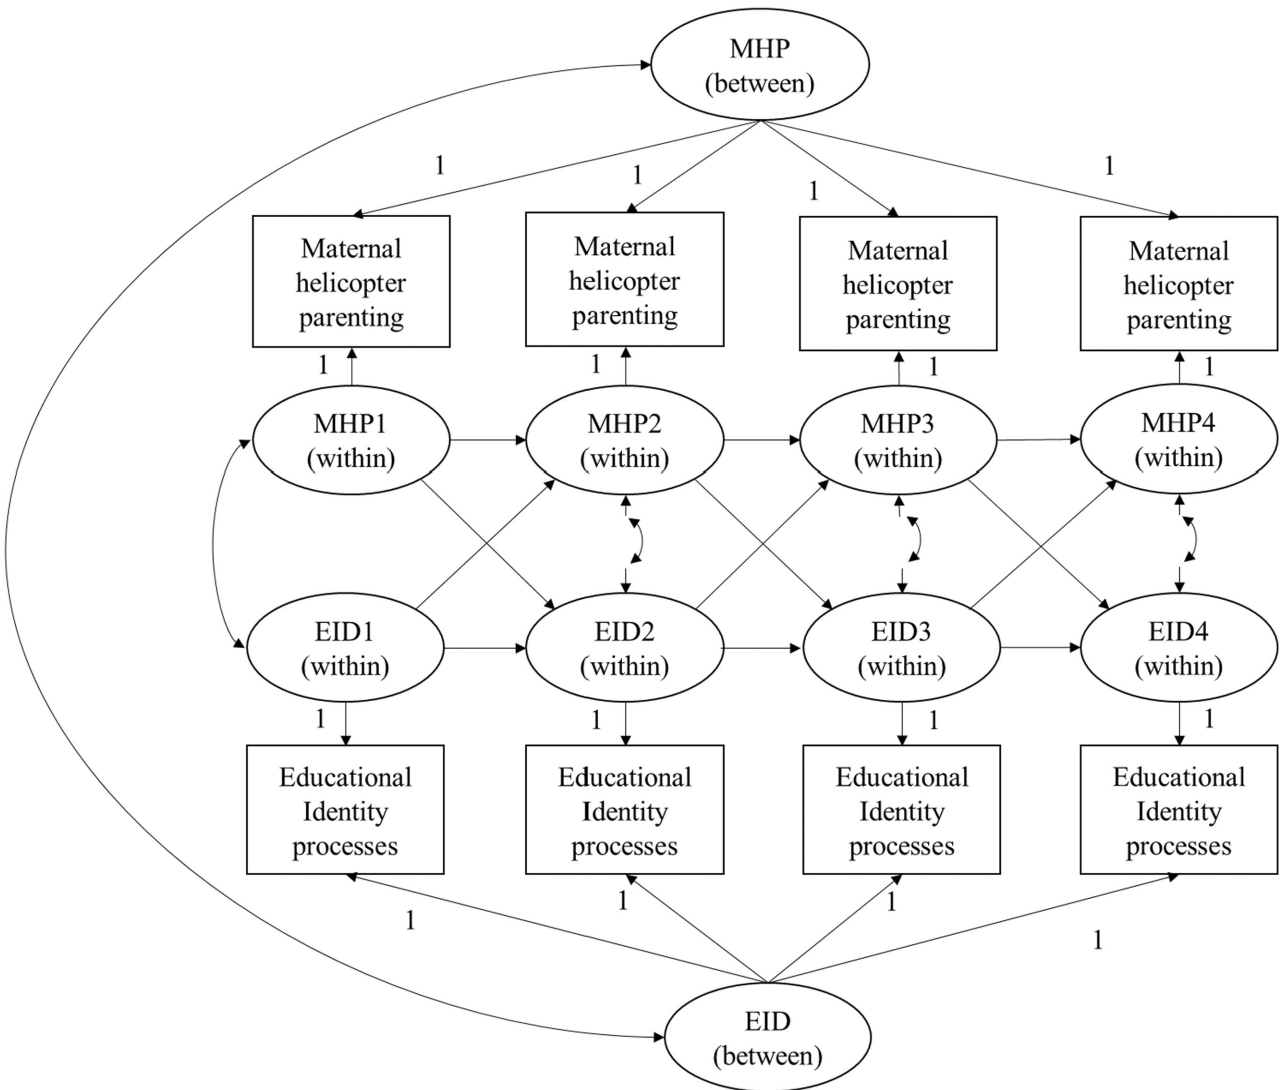 MHP
(between)
1
1
1
1
Maternal
helicopter
parenting
Maternal
helicopter
parenting
Maternal
helicopter
parenting
Maternal
helicopter
parenting
1
1
1
1
MHP1
(within)
MHP2
(within)
MHP3
(within)
MHP4
(within)
EID1
(within)
EID2
(within)
EID3
(within)
EID4
(within)
1
1
1
1
Educational
Identity
processes
Educational
Identity
processes
Educational
Identity
processes
Educational
Identity
processes
1
1
1
1
EID
(between)